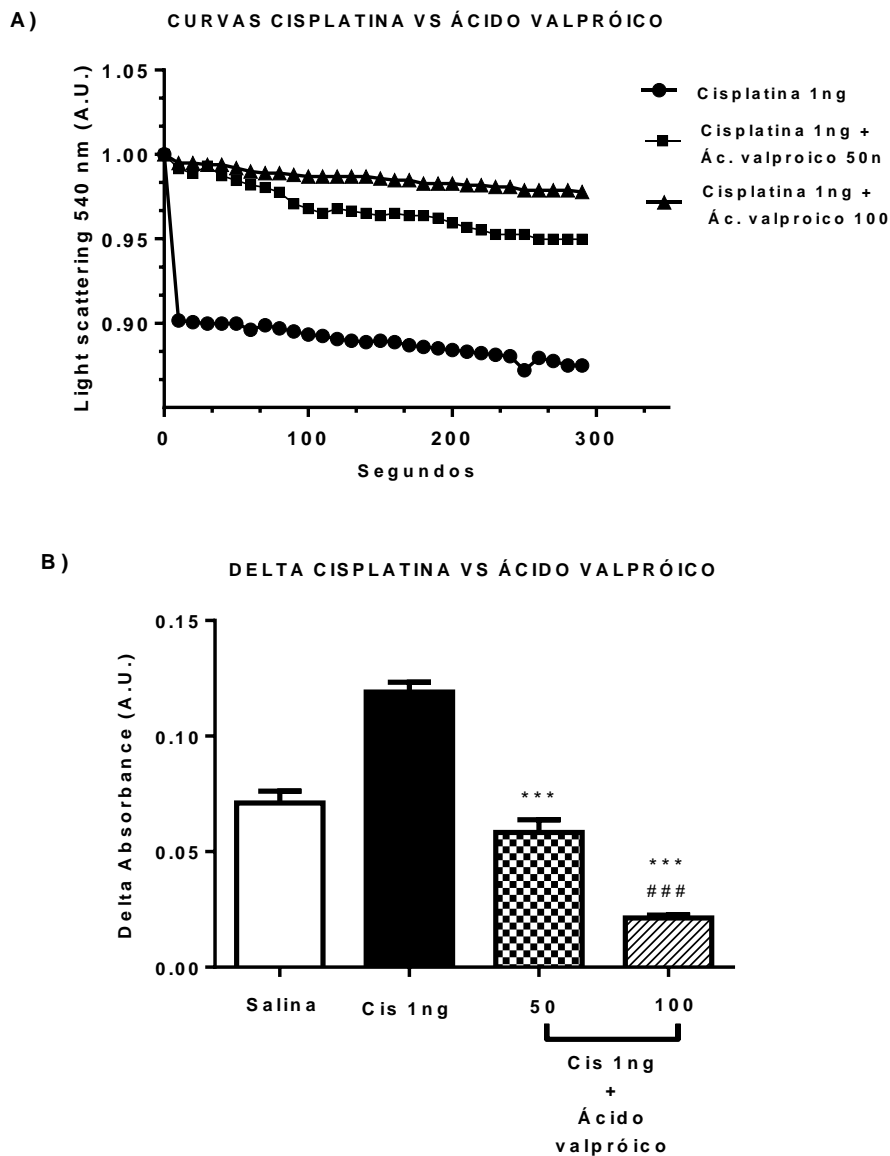 A)
CURVAS CISPLATINA VS ÁCIDO VALPRÓICO
Light scattering 540 nm (A.U.)
1.05
1.00
0.95
0.90
0
100
200
300
Segundos
Cisplatina 1ng
Cisplatina 1ng +
Ác. valproico 50n
Cisplatina 1ng +
Ác. valproico 100
B)
DELTA CISPLATINA VS ÁCIDO VALPRÓICO
Delta Absorbance (A.U.)
0.15
0.10
0.05
0.00
***
***
###
Salina
Cis 1ng
50
100
Cis 1ng
+
Ácido
valpróico